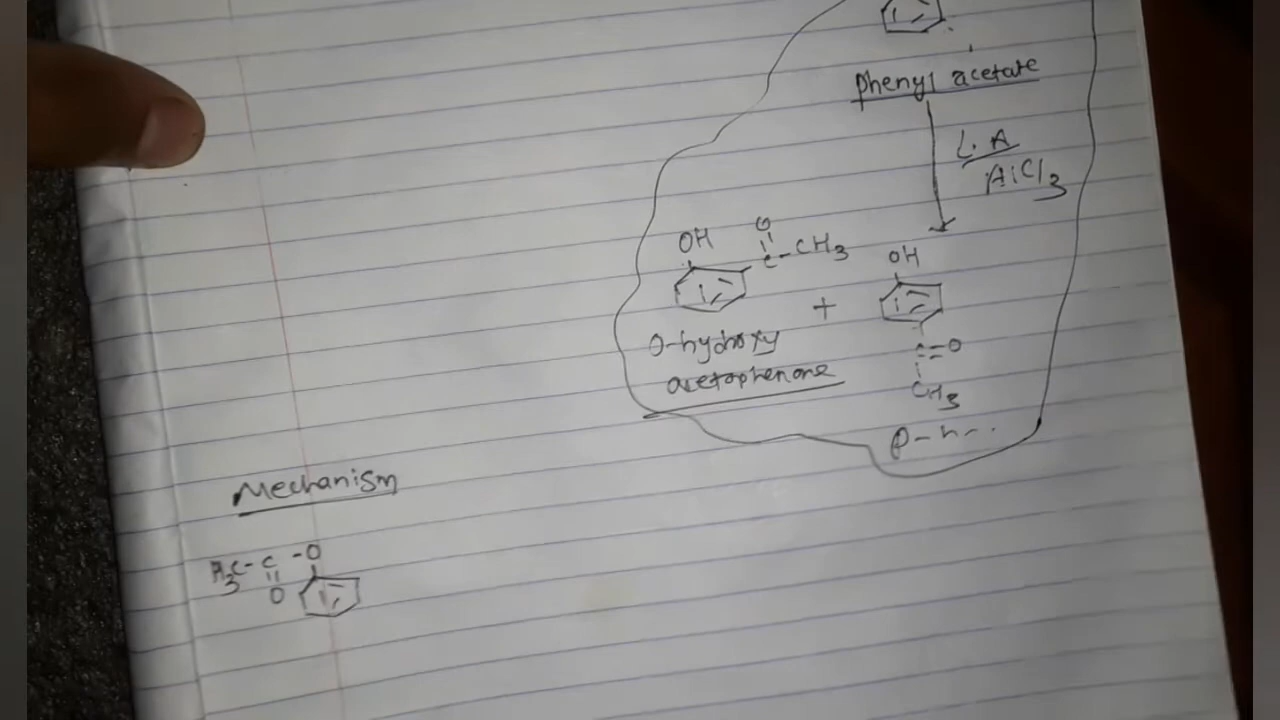 phenyl acetate
L.A
AlCl3
OH
O
C-CH3
+
OH
C=O
CH3
O-hydroxy
acetophenone
p-h-..
Mechanism
H3C-C-O
O